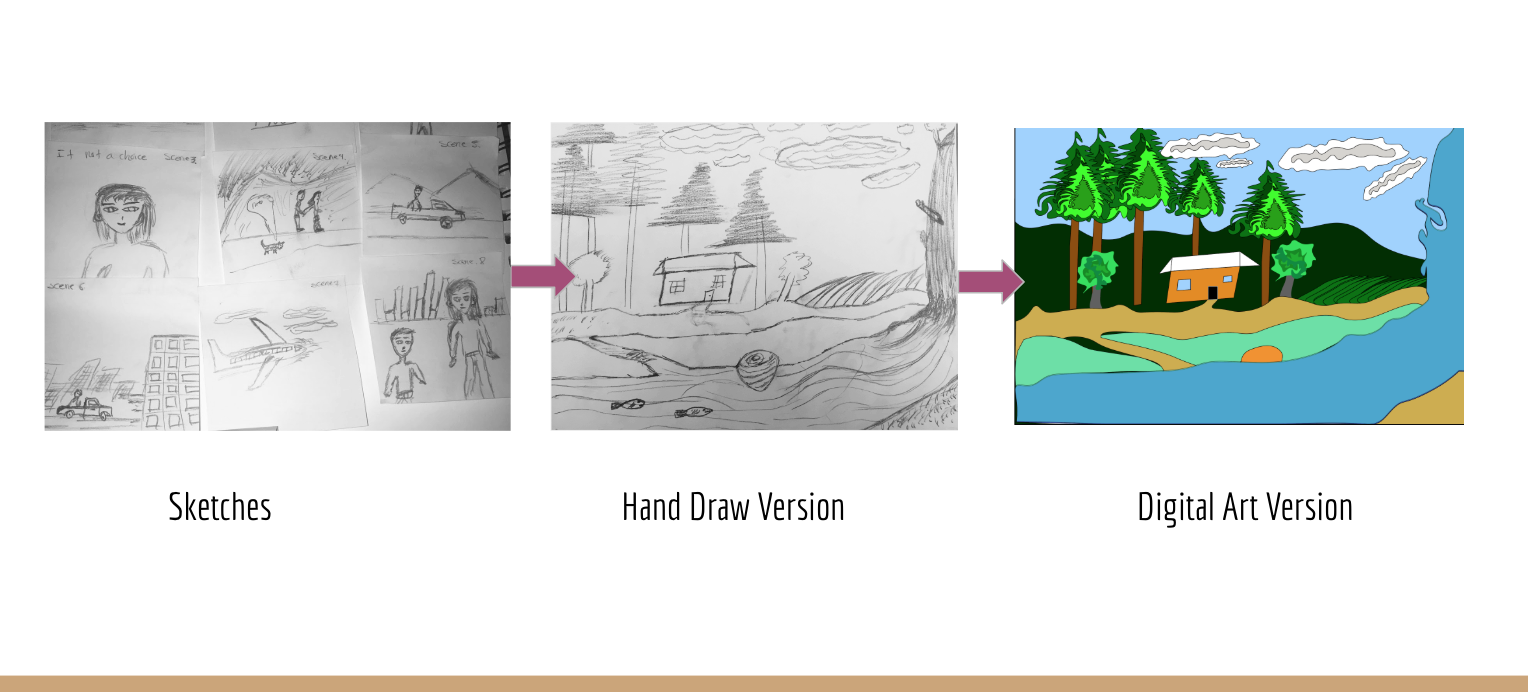 It not a choice
Scene 3
Scene 4
Scene 5.
Scene 6
Scene 7
Scene 8
Sketches
Hand Draw Version
Digital Art Version